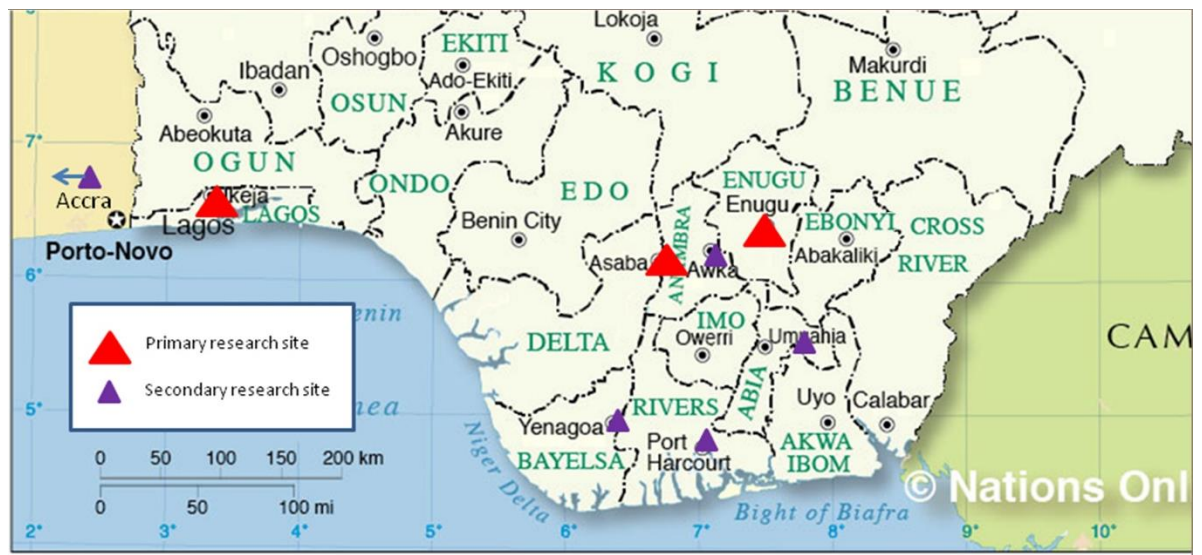 Lokoja
EKITI
Oshogbo
KOGI
Makurdi
BENUE
Ibadan
Ado-Ekiti
OSUN
Abeokuta
Akure
7°
OGUN
ONDO
EDO
ENUGU
Enugu
Accra
Ikeja
LAGOS
Lagos
Benin City
ANAMBRA
EBONYI
CROSS
RIVER
Abakaliki
Porto-Novo
Asaba
Awka
6°
IMO
Owerri
Umuahia
DELTA
CAM
Primary research site
Secondary research site
5°
ABIA
RIVERS
Uyo
Calabar
Yenagoa
Port
Harcourt
AKWA
IBOM
BAYELSA
Niger Delta
0 50 100 150 200 km
0 50 100 mi
© Nations Onl
Bight of Biafra
2° 3° 4° 5° 6° 7° 8° 9° 10°